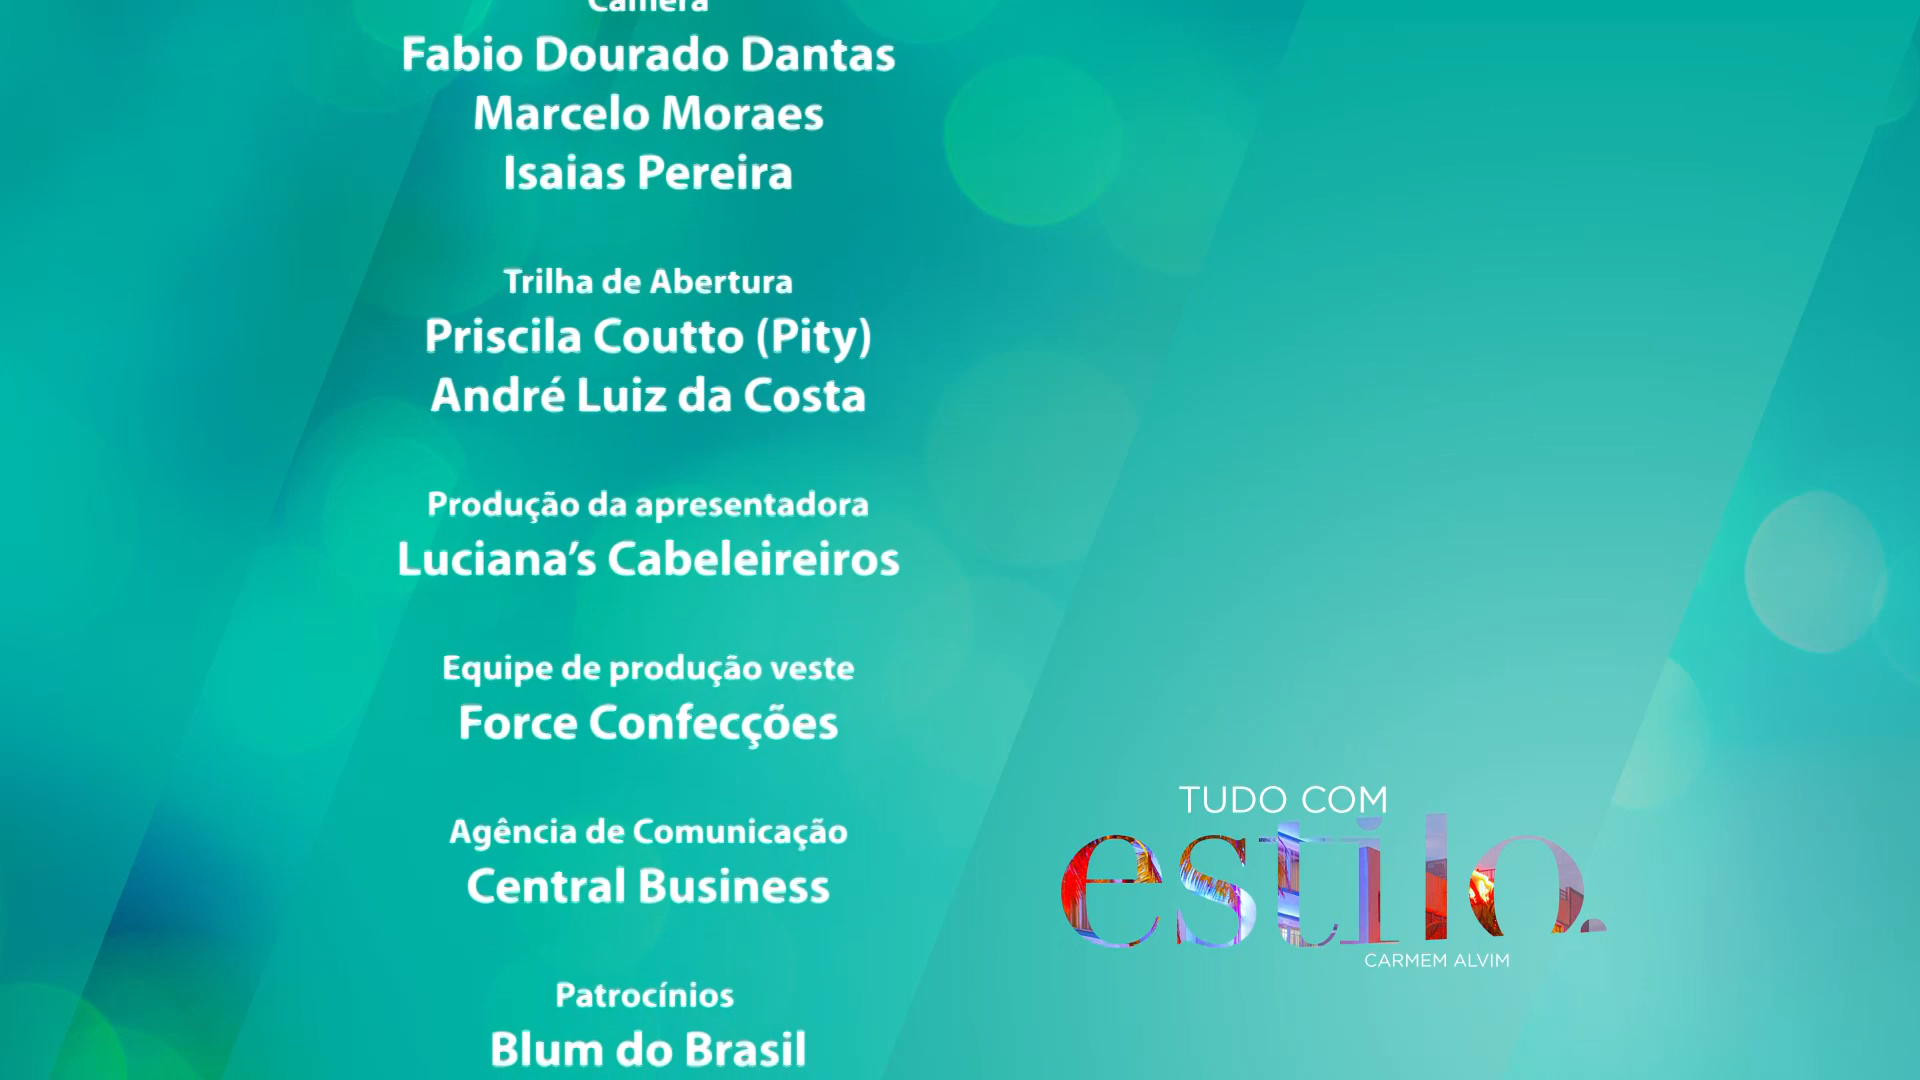 Câmera
Fabio Dourado Dantas
Marcelo Moraes
Isaias Pereira
Trilha de Abertura
Priscila Coutto (Pity)
André Luiz da Costa
Produção da apresentadora
Luciana’s Cabeleireiros
Equipe de produção veste
Force Confecções
Agência de Comunicação
Central Business
Patrocínios
Blum do Brasil
TUDO COM
estilo.
CARMEM ALVIM